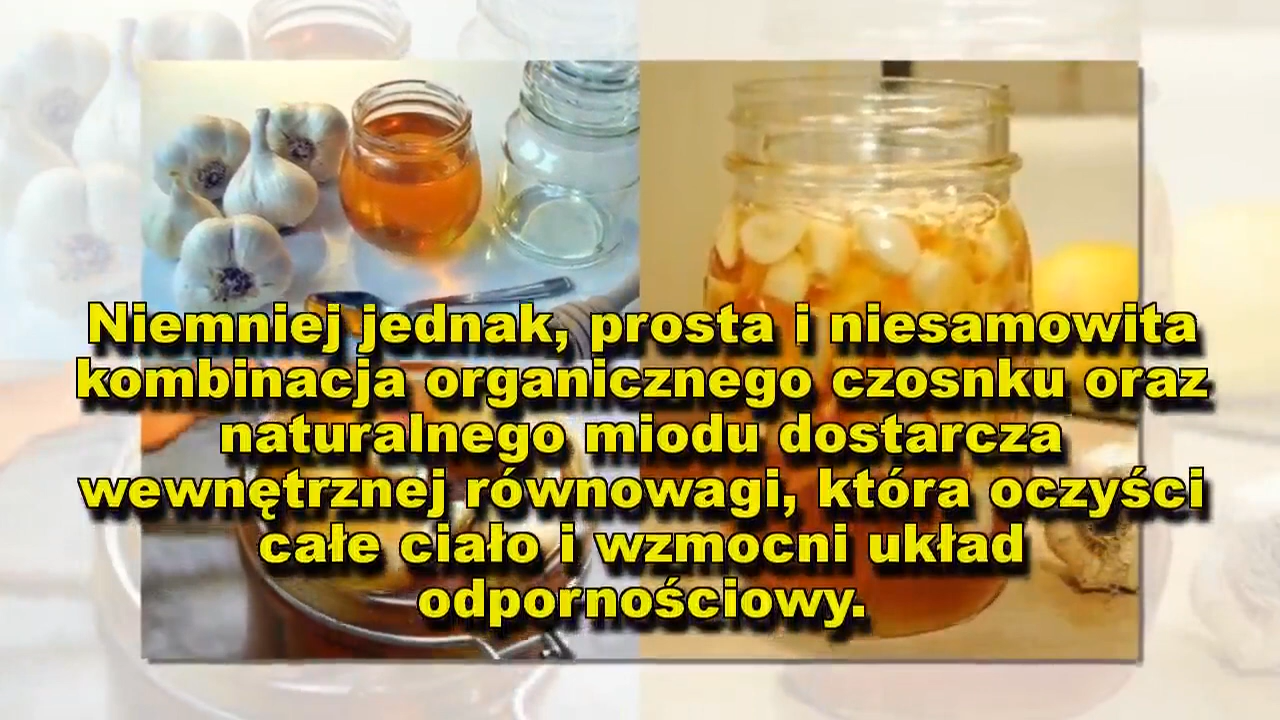 Niemniej jednak, prosta i niesamowita
kombinacja organicznego czosnku oraz
naturalnego miodu dostarcza
wewnętrznej równowagi, która oczyści
całe ciało i wzmocni układ
odpornościowy.